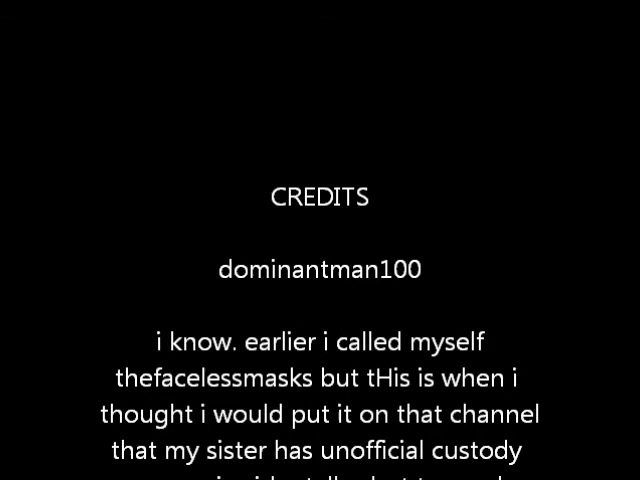 CREDITS
dominantman100
i know. earlier i called myself
thefacelessmasks but tHis is when i
thought i would put it on that channel
that my sister has unofficial custody